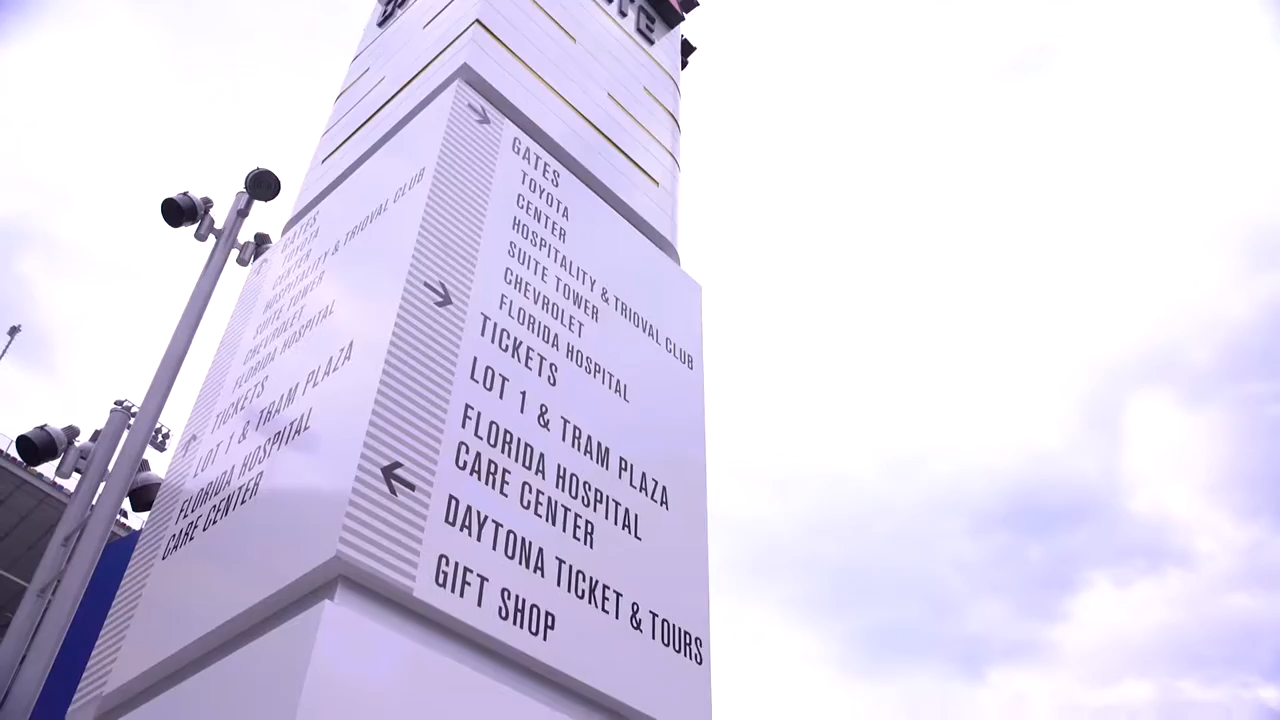 GATES
TOYOTA
CENTER
HOSPITALITY & TRIOVAL CLUB
SUITE TOWER
CHEVROLET
FLORIDA HOSPITAL
TICKETS
LOT 1 & TRAM PLAZA
FLORIDA HOSPITAL
CARE CENTER
GATES
TOYOTA
CENTER
HOSPITALITY & TRIOVAL CLUB
SUITE TOWER
CHEVROLET
FLORIDA HOSPITAL
TICKETS
LOT 1 & TRAM PLAZA
FLORIDA HOSPITAL
CARE CENTER
DAYTONA TICKET & TOURS
GIFT SHOP